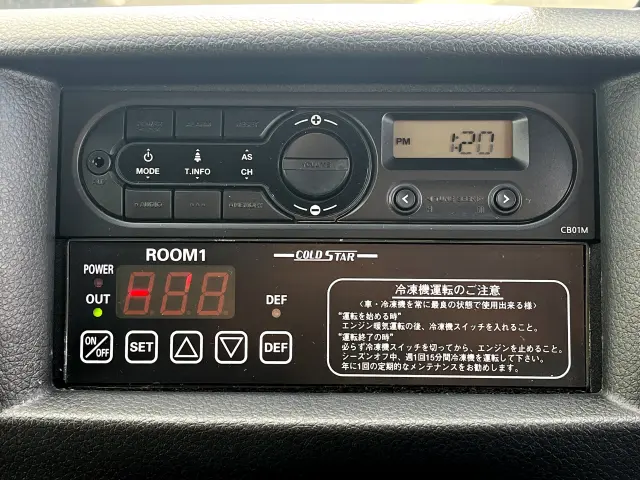 PM 1:20
MODE T.INFO AS
CH
CB01M
ROOM1
COLD STAR
POWER
OUT
DEF
ON/OFF SET DEF
冷凍機運転のご注意
〈車・冷凍機を常に最良の状態で使用出来る様〉
"運転を始める時"
エンジン暖気運転の後、冷凍機スイッチを入れること。
"運転終了の時"
必らず冷凍機スイッチを切ってから、エンジンを止めること。
シーズンオフ中、週1回15分間冷凍機を運転して下さい。
年に1回の定期的なメンテナンスをお勧めします。